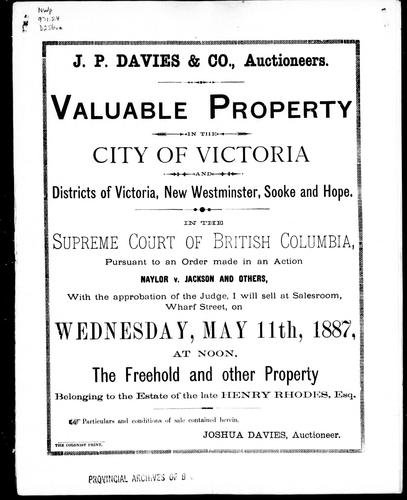 NWp
971.24
D256va
J. P. DAVIES & CO., Auctioneers.
VALUABLE PROPERTY
IN THE
CITY OF VICTORIA
AND
Districts of Victoria, New Westminster, Sooke and Hope.
IN THE
SUPREME COURT OF BRITISH COLUMBIA,
Pursuant to an Order made in an Action
NAYLOR v. JACKSON AND OTHERS,
With the approbation of the Judge, I will sell at Salesroom,
Wharf Street, on
WEDNESDAY, MAY 11th, 1887,
AT NOON,
The Freehold and other Property
Belonging to the Estate of the late HENRY RHODES, Esq.
Particulars and conditions of sale contained herein.
JOSHUA DAVIES, Auctioneer.
THE COLONIST PRINT.
PROVINCIAL ARCHIVES OF B